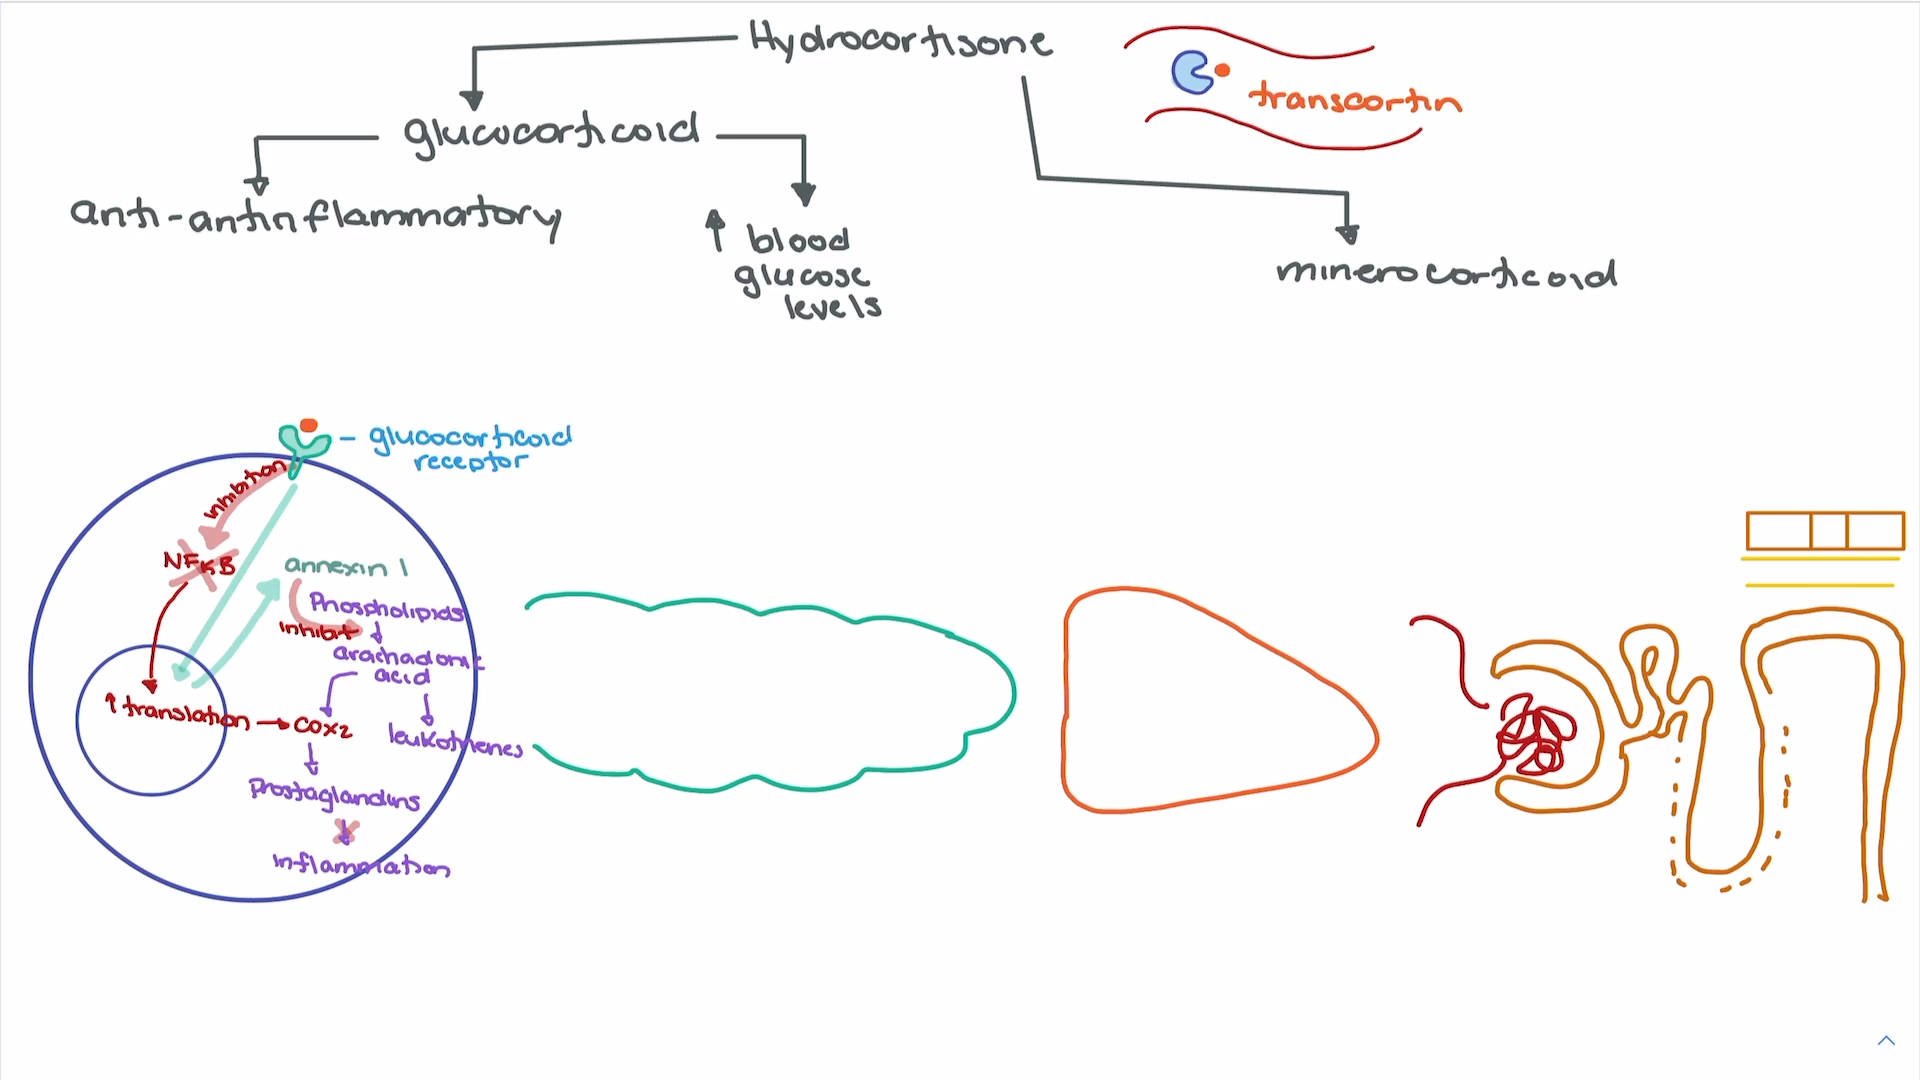 Hydrocortisone
transcortin
glucocorticoid
anti-antinflammatory
↑ blood
glucose
levels
minerocorticoid
- glucocorticoid
receptor
inhibition
NFκB
annexin 1
Phospholipids
inhibit
arachadonic
acid
↑ translation → COX2
leukotrienes
Prostaglandins
inflammation